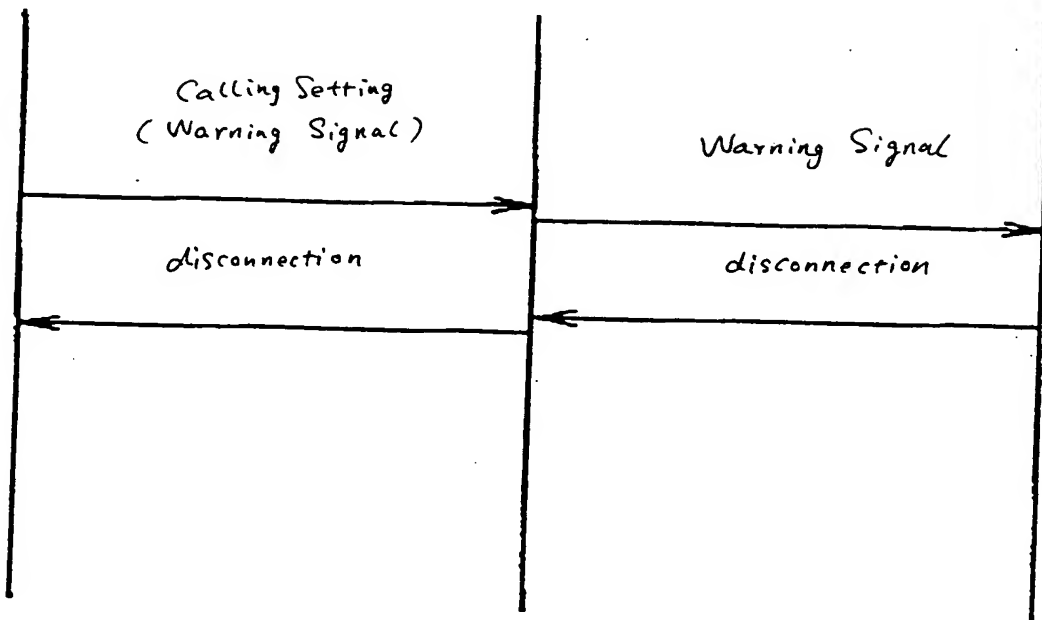 Calling Setting
(Warning Signal)
Warning Signal
disconnection
disconnection